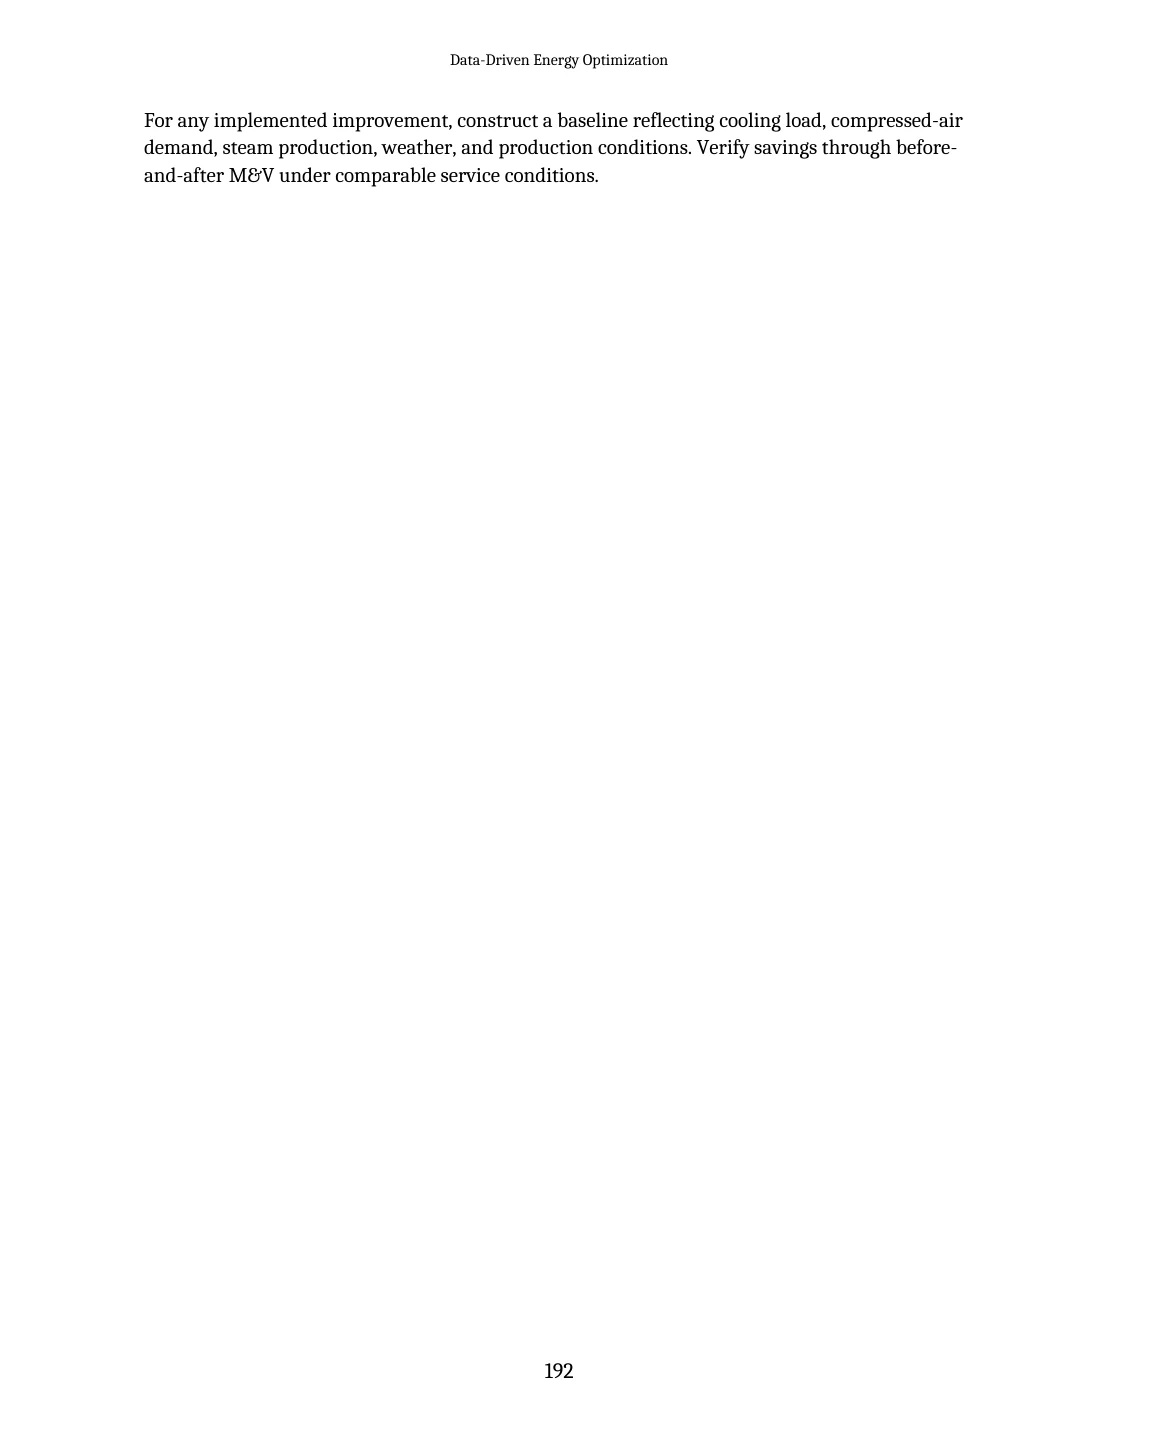 Data-Driven Energy Optimization
For any implemented improvement, construct a baseline reflecting cooling load, compressed-air
demand, steam production, weather, and production conditions. Verify savings through before-
and-after M&V under comparable service conditions.
192